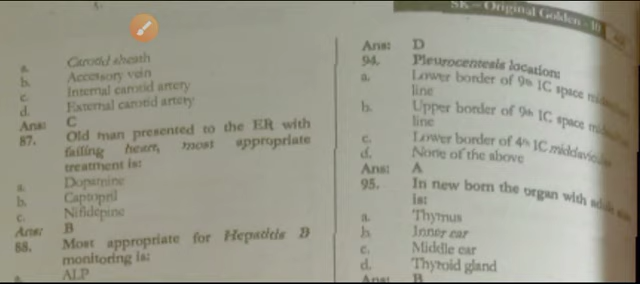 SK - Original Golden - 10
a. Carotid sheath
b. Accessory vein
c. Internal carotid artery
d. External carotid artery
Ans: C
87. Old man presented to the ER with
failing heart, most appropriate
treatment is:
a. Dopamine
b. Captopril
c. Nifidepine
Ans: B
88. Most appropriate for Hepatitis B
monitoring is:
a. ALP
Ans: D
94. Pleurocentesis location:
a. Lower border of 9th IC space
line
b. Upper border of 9th IC space
line
c. Lower border of 4th IC
d. None of the above
Ans: A
95. In new born the organ with
is:
a. Thymus
b. Inner ear
c. Middle ear
d. Thyroid gland
Ans: B